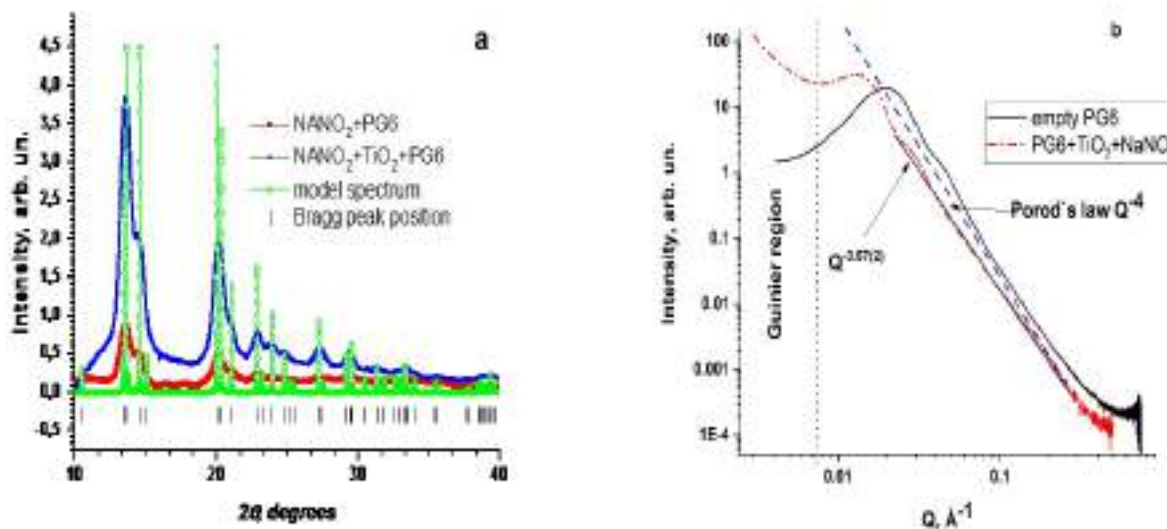 a
Intensity, arb. un.
4,5
4,0
3,5
3,0
2,5
2,0
1,5
1,0
0,5
0,0
-0,5
10
20
30
40
2θ, degrees
NANO₂+PG6
NANO₂+TiO₂+PG6
model spectrum
Bragg peak position
b
Intensity, arb. un.
100
10
1
0.1
0.01
0.001
1E-4
0.01
0.1
Q, Å⁻¹
empty PG6
PG6+TiO₂+NaNO
Porod`s law Q⁻⁴
Guinier region